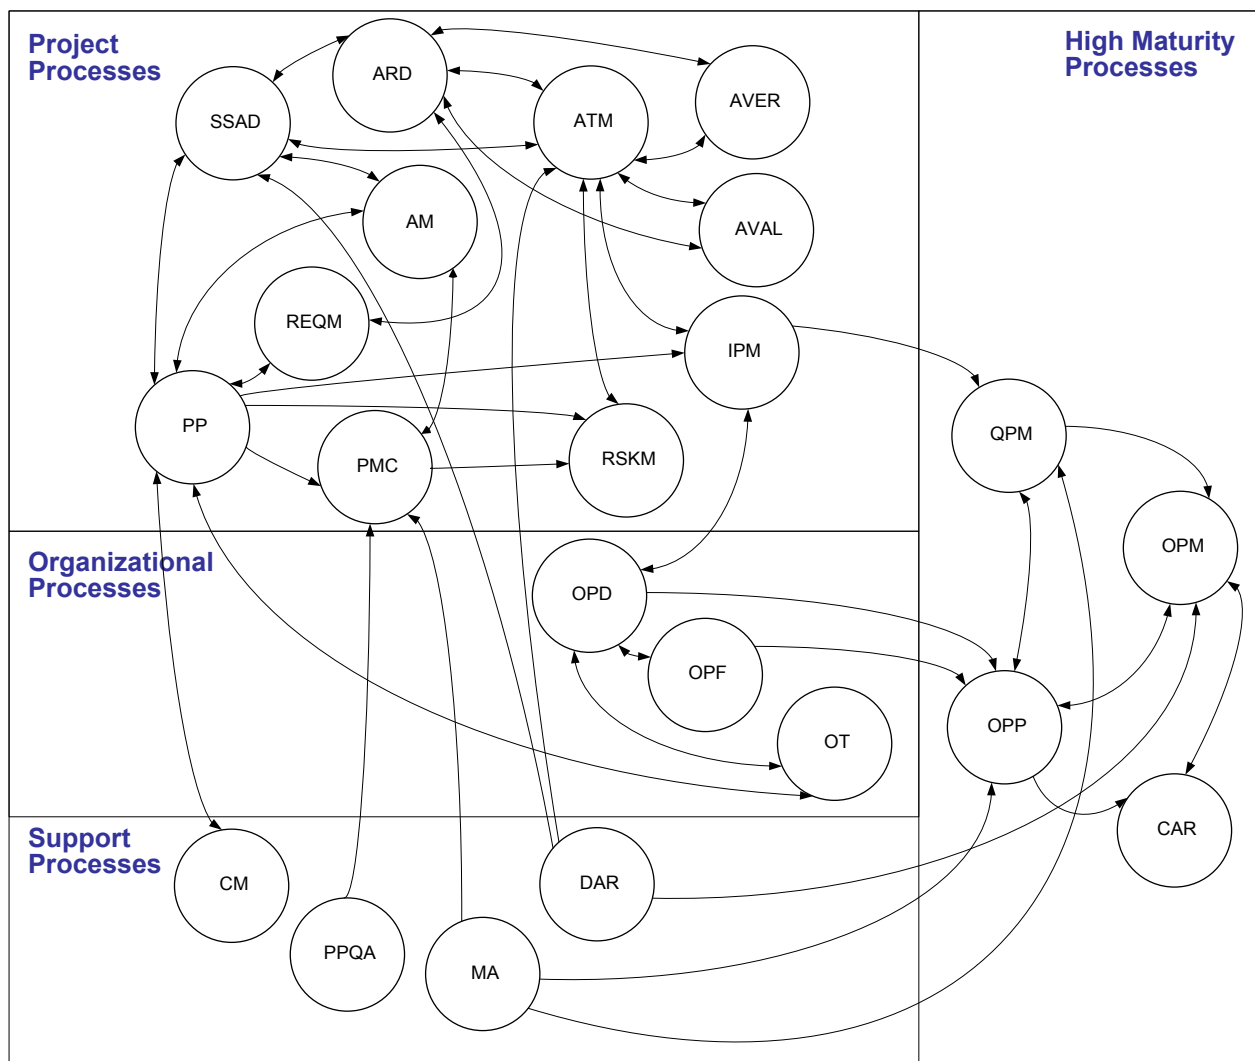 Project
Processes
High Maturity
Processes
ARD
AVER
SSAD
ATM
AM
AVAL
REQM
IPM
PP
QPM
PMC
RSKM
OPM
Organizational
Processes
OPD
OPF
OPP
OT
Support
Processes
CAR
CM
DAR
PPQA
MA